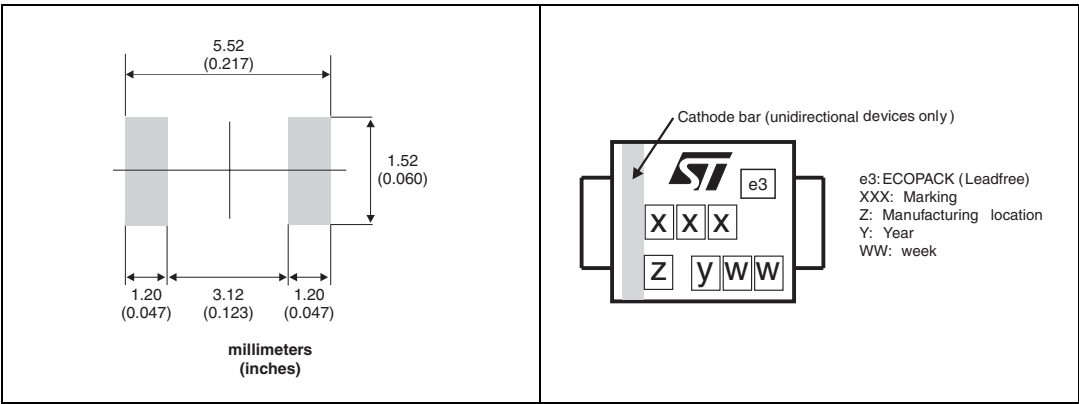 5.52
(0.217)
1.52
(0.060)
1.20
(0.047)
3.12
(0.123)
1.20
(0.047)
millimeters
(inches)
Cathode bar (unidirectional devices only)
ST
e3
x x x
z y w w
e3: ECOPACK (Leadfree)
XXX: Marking
Z: Manufacturing location
Y: Year
WW: week